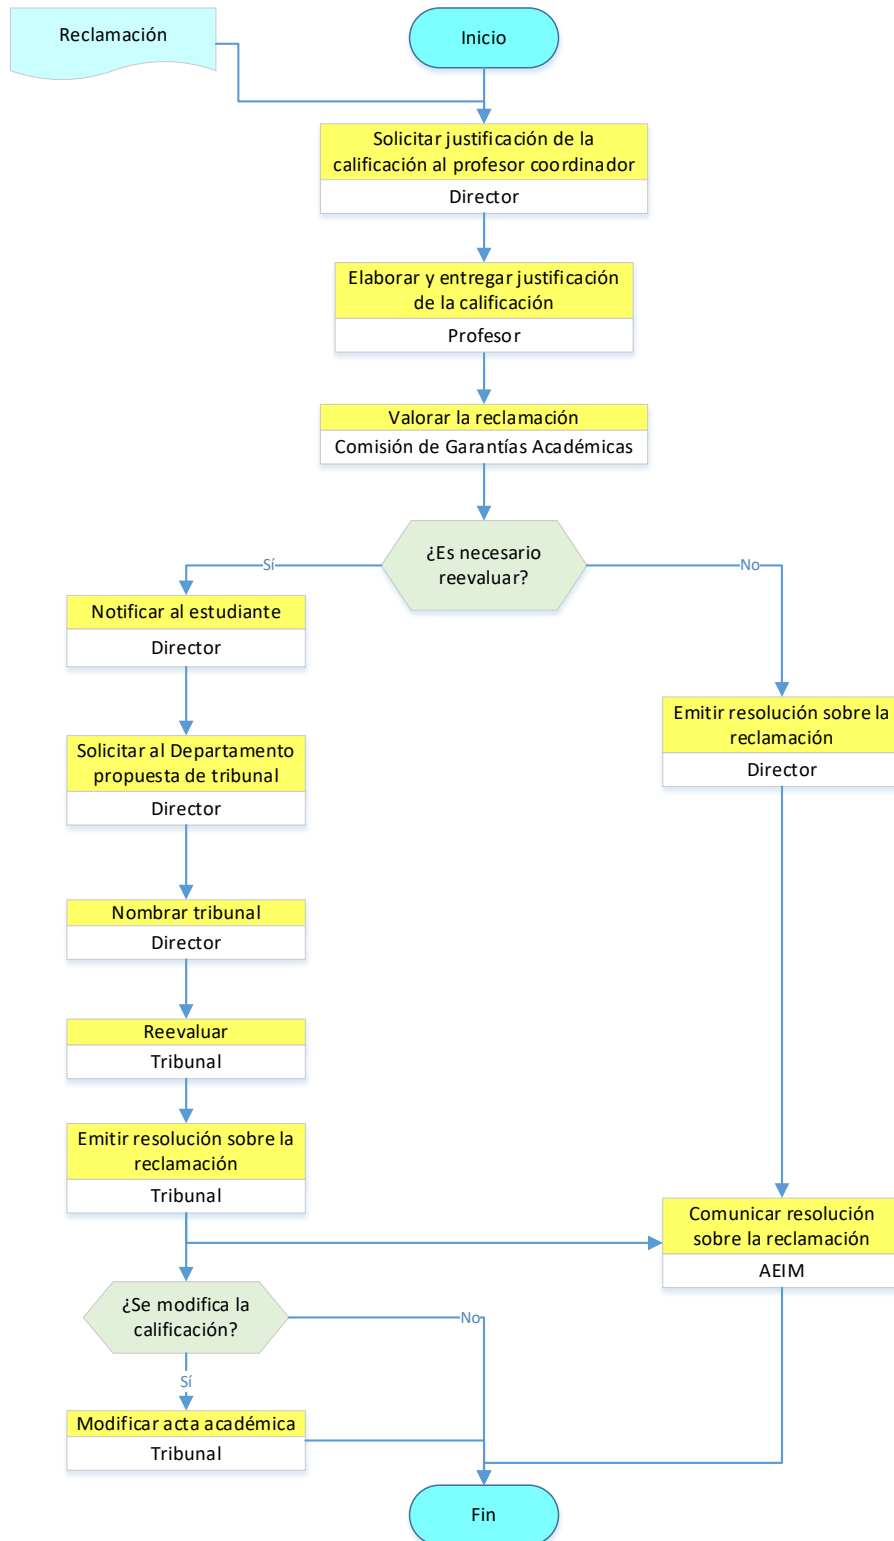 Reclamación
Inicio
Solicitar justificación de la
calificación al profesor coordinador
Director
Elaborar y entregar justificación
de la calificación
Profesor
Valorar la reclamación
Comisión de Garantías Académicas
¿Es necesario
reevaluar?
Sí
No
Notificar al estudiante
Director
Solicitar al Departamento
propuesta de tribunal
Director
Emitir resolución sobre la
reclamación
Director
Nombrar tribunal
Director
Reevaluar
Tribunal
Emitir resolución sobre la
reclamación
Tribunal
Comunicar resolución
sobre la reclamación
AEIM
¿Se modifica la
calificación?
No
Sí
Modificar acta académica
Tribunal
Fin